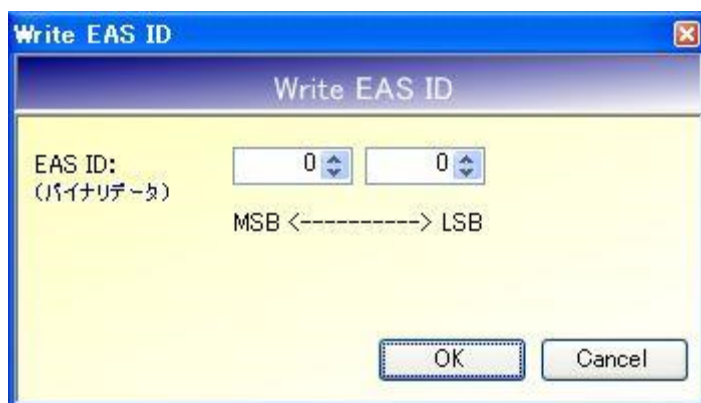 Write EAS ID
Write EAS ID
EAS ID:
0
0
(バイナリデータ)
MSB <----------> LSB
OK
Cancel